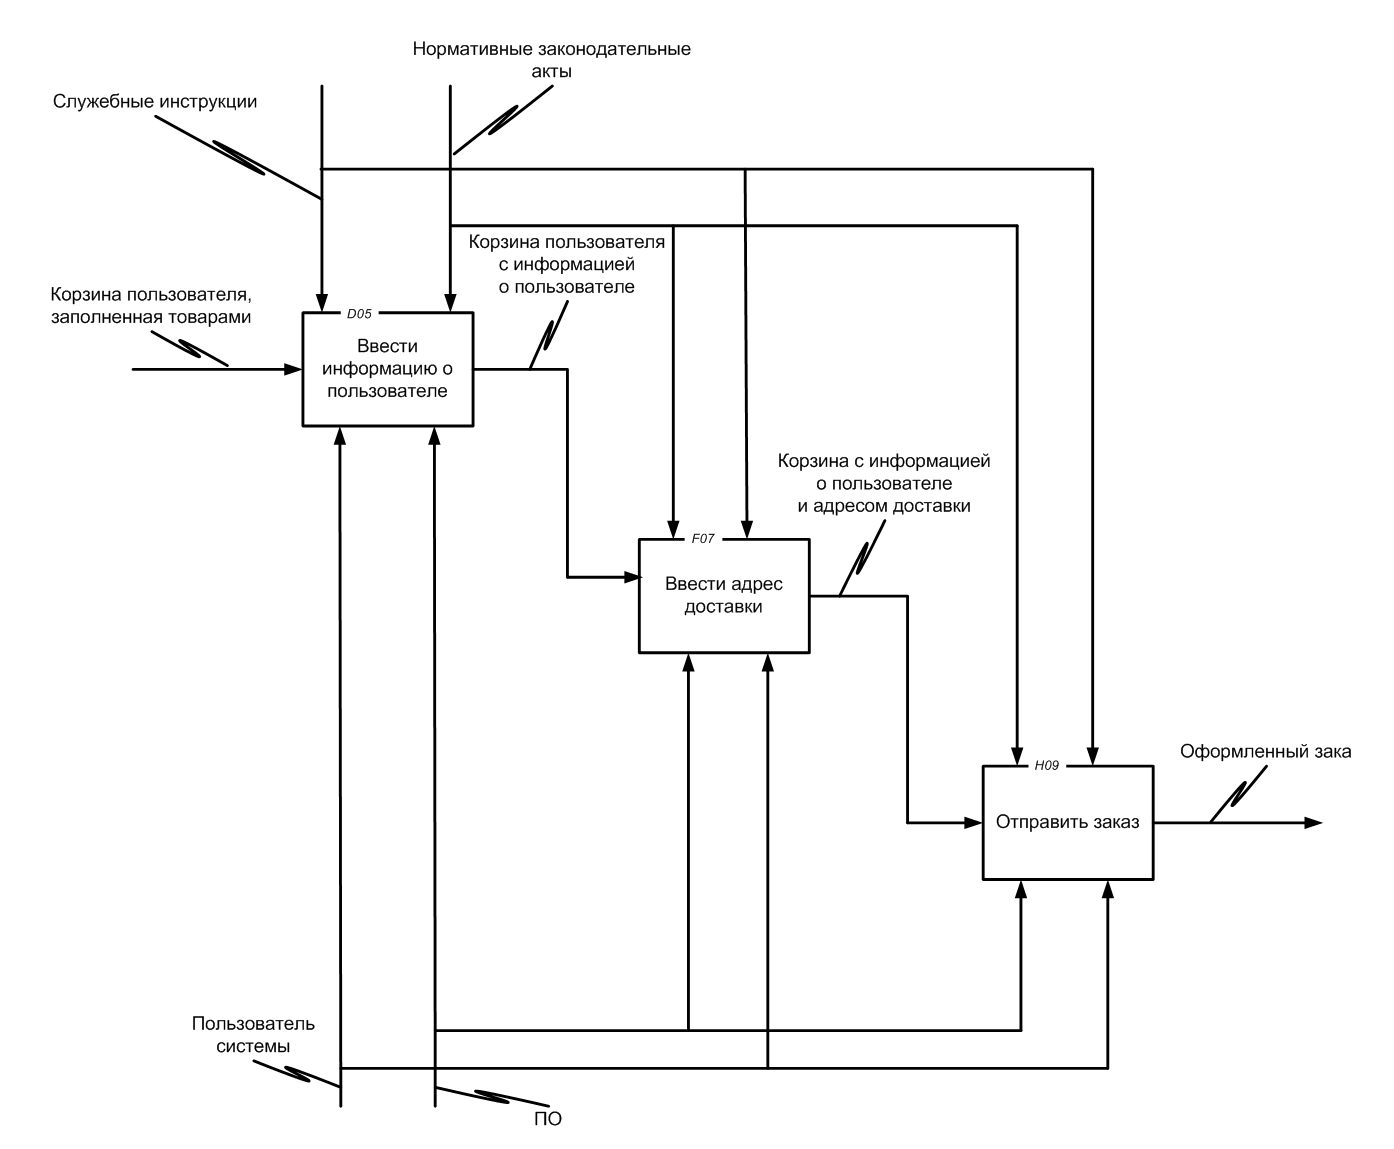 Нормативные законодательные
акты
Служебные инструкции
Корзина пользователя
с информацией
о пользователе
Корзина пользователя,
заполненная товарами
D05
Ввести
информацию о
пользователе
Корзина с информацией
о пользователе
и адресом доставки
F07
Ввести адрес
доставки
Оформленный зака
H09
Отправить заказ
Пользователь
системы
ПО